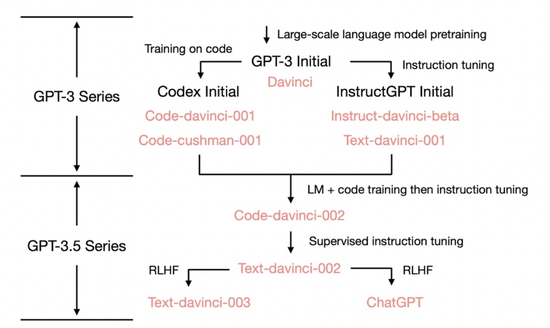 Large-scale language model pretraining
Training on code
GPT-3 Initial
Instruction tuning
Davinci
Codex Initial
InstructGPT Initial
GPT-3 Series
Code-davinci-001
Instruct-davinci-beta
Code-cushman-001
Text-davinci-001
LM + code training then instruction tuning
Code-davinci-002
GPT-3.5 Series
Supervised instruction tuning
RLHF
Text-davinci-002
RLHF
Text-davinci-003
ChatGPT